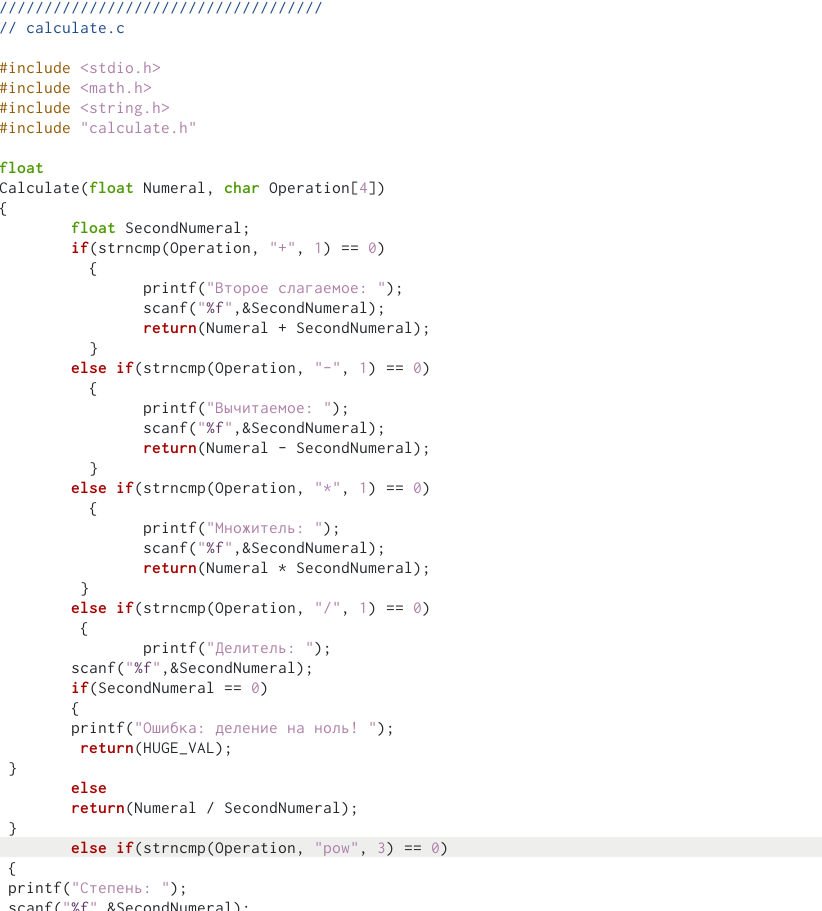 ////////////////////////////////////
// calculate.c
#include <stdio.h>
#include <math.h>
#include <string.h>
#include "calculate.h"
float
Calculate(float Numeral, char Operation[4])
{
float SecondNumeral;
if(strncmp(Operation, "+", 1) == 0)
{
printf("Второе слагаемое: ");
scanf("%f",&SecondNumeral);
return(Numeral + SecondNumeral);
}
else if(strncmp(Operation, "-", 1) == 0)
{
printf("Вычитаемое: ");
scanf("%f",&SecondNumeral);
return(Numeral - SecondNumeral);
}
else if(strncmp(Operation, "*", 1) == 0)
{
printf("Множитель: ");
scanf("%f",&SecondNumeral);
return(Numeral * SecondNumeral);
}
else if(strncmp(Operation, "/", 1) == 0)
{
printf("Делитель: ");
scanf("%f",&SecondNumeral);
if(SecondNumeral == 0)
{
printf("Ошибка: деление на ноль! ");
return(HUGE_VAL);
}
else
return(Numeral / SecondNumeral);
}
else if(strncmp(Operation, "pow", 3) == 0)
{
printf("Степень: ");
scanf("%f",&SecondNumeral);